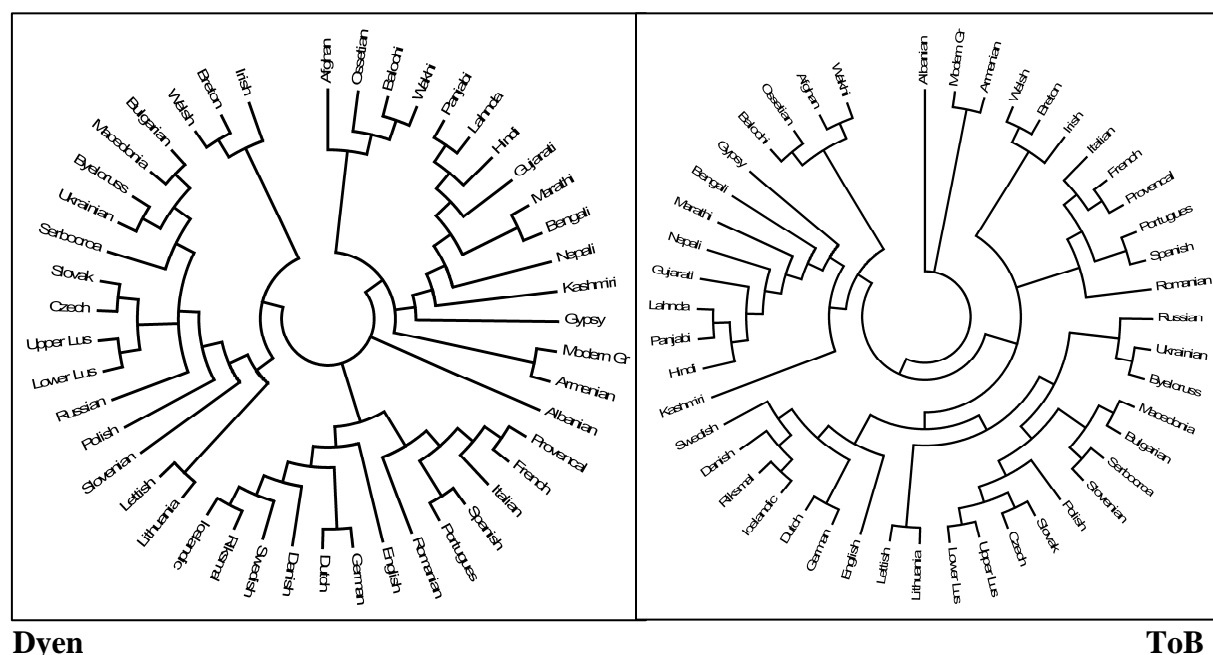 Afghan
Ossetian
Balochi
Wakhi
Panjabi
Lahnda
Hindi
Gujarati
Marathi
Bengali
Nepali
Kashmiri
Gypsy
Modern Gr
Armenian
Albanian
Provencal
French
Italian
Spanish
Portugues
Romanian
English
German
Dutch
Danish
Swedish
Riksmal
Icelandic
Lithuania
Lettish
Slovenian
Polish
Russian
Lower Lus
Upper Lus
Czech
Slovak
Serbocroa
Ukrainian
Byeloruss
Macedonia
Bulgarian
Welsh
Breton
Irish
Dyen
Albanian
Modern Gr
Armenian
Welsh
Breton
Irish
Italian
French
Provencal
Portugues
Spanish
Romanian
Russian
Ukrainian
Byeloruss
Macedonia
Bulgarian
Serbocroa
Slovenian
Polish
Slovak
Czech
Upper Lus
Lower Lus
Lithuania
Lettish
English
German
Dutch
Icelandic
Riksmal
Danish
Swedish
Kashmiri
Hindi
Panjabi
Lahnda
Gujarati
Nepali
Marathi
Bengali
Gypsy
Balochi
Ossetian
Afghan
Wakhi
ToB